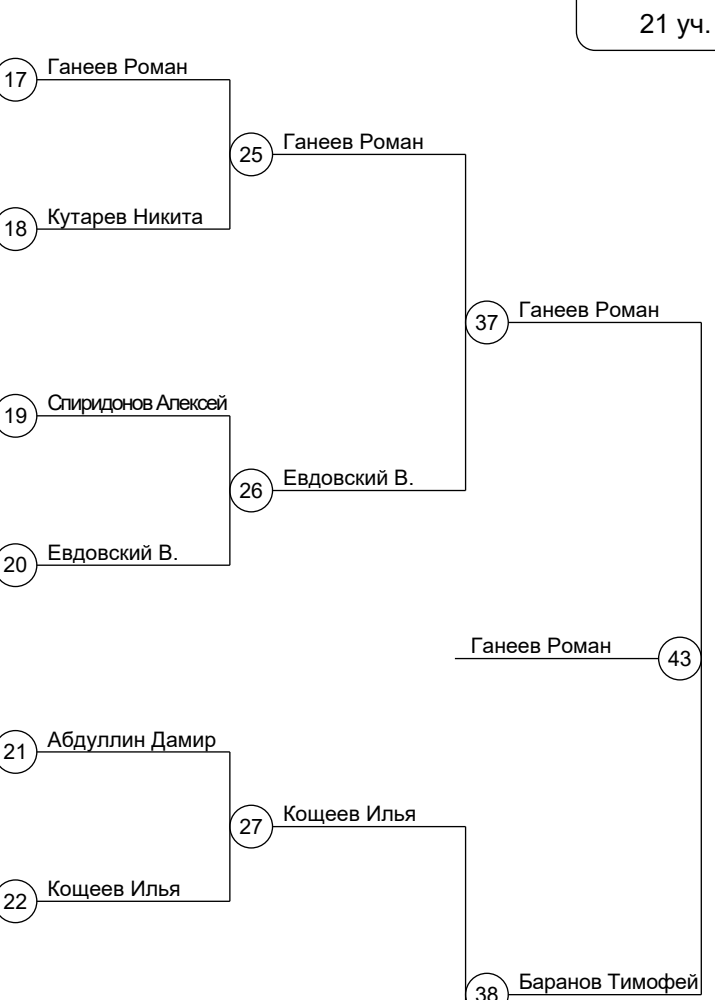 21 уч.
17 Ганеев Роман
25 Ганеев Роман
18 Кутарев Никита
37 Ганеев Роман
19 Спиридонов Алексей
26 Евдовский В.
20 Евдовский В.
Ганеев Роман 43
21 Абдуллин Дамир
27 Кощеев Илья
22 Кощеев Илья
38 Баранов Тимофей